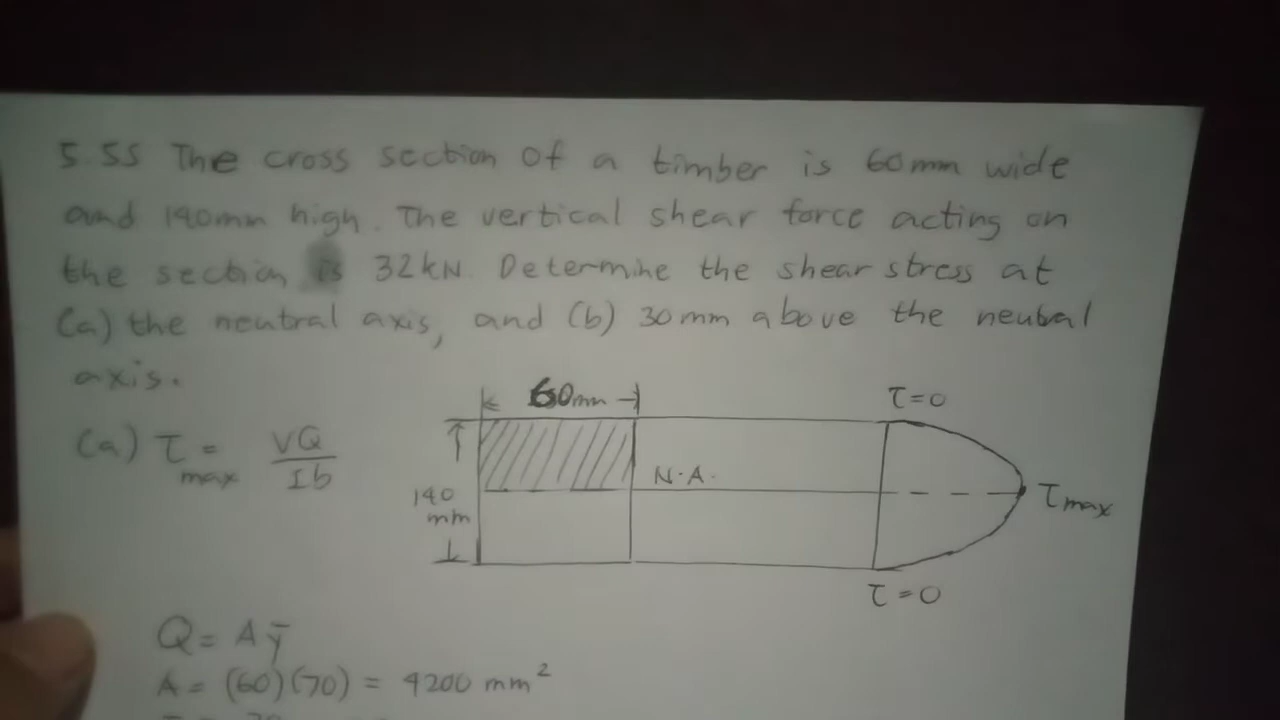 5.55 The cross section of a timber is 60mm wide
and 140mm high. The vertical shear force acting on
the section is 32kN. Determine the shear stress at
(a) the neutral axis, and (b) 30mm above the neutral
axis.
60mm
τ=0
(a) τmax = VQ/Ib
N.A.
140
mm
τmax
τ=0
Q= Aȳ
A = (60)(70) = 4200 mm²